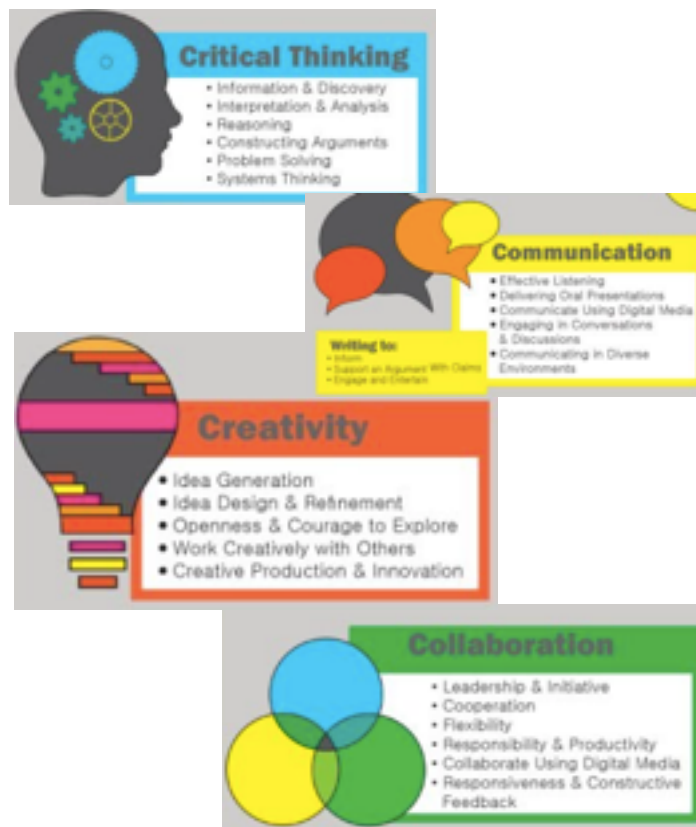 Critical Thinking
• Information & Discovery
• Interpretation & Analysis
• Reasoning
• Constructing Arguments
• Problem Solving
• Systems Thinking
Communication
• Effective Listening
• Delivering Oral Presentations
• Communicate Using Digital Media
• Engaging in Conversations
& Discussions
• Communicating in Diverse
Environments
Writing to:
• Inform
• Support an Argument With Claims
• Engage and Entertain
Creativity
• Idea Generation
• Idea Design & Refinement
• Openness & Courage to Explore
• Work Creatively with Others
• Creative Production & Innovation
Collaboration
• Leadership & Initiative
• Cooperation
• Flexibility
• Responsibility & Productivity
• Collaborate Using Digital Media
• Responsiveness & Constructive
Feedback